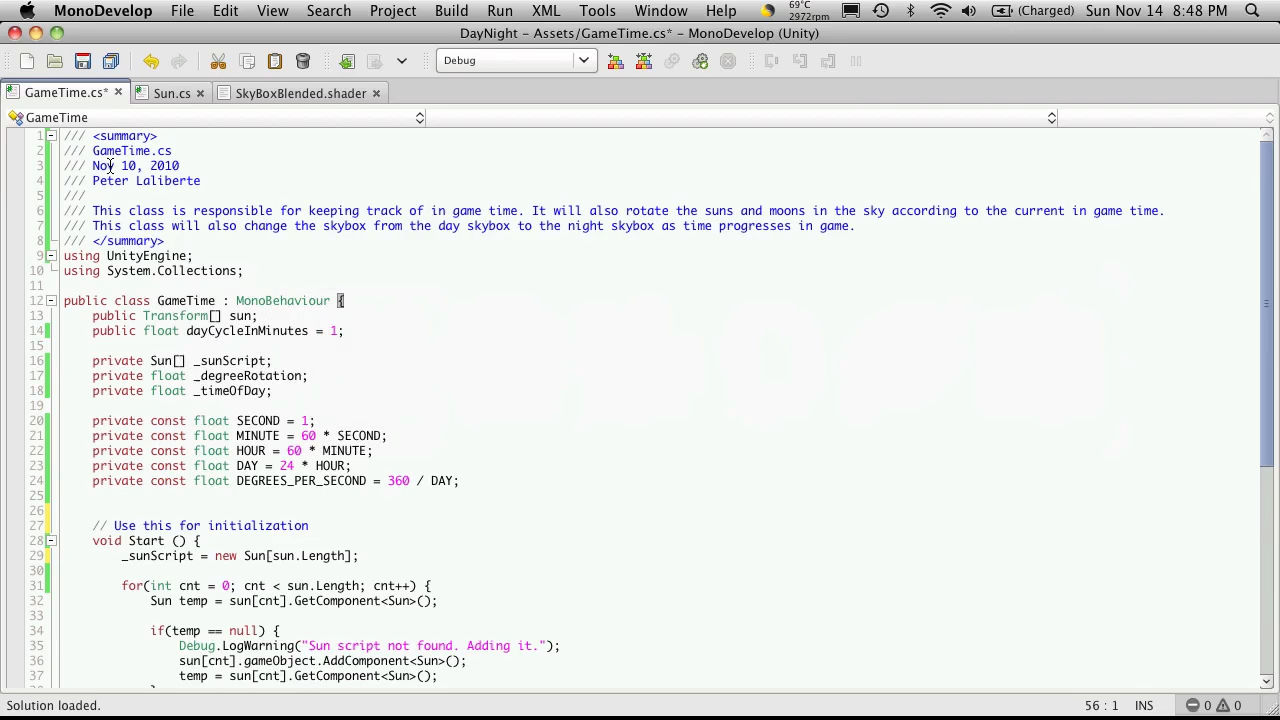 MonoDevelop File Edit View Search Project Build Run XML Tools Window Help 69°C 2972rpm (Charged) Sun Nov 14 8:48 PM
DayNight - Assets/GameTime.cs* - MonoDevelop (Unity)
Debug
GameTime.cs* Sun.cs SkyBoxBlended.shader
GameTime
1 /// <summary>
2 /// GameTime.cs
3 /// Nov 10, 2010
4 /// Peter Laliberte
5 ///
6 /// This class is responsible for keeping track of in game time. It will also rotate the suns and moons in the sky according to the current in game time.
7 /// This class will also change the skybox from the day skybox to the night skybox as time progresses in game.
8 /// </summary>
9 using UnityEngine;
10 using System.Collections;
11
12 public class GameTime : MonoBehaviour {
13 public Transform[] sun;
14 public float dayCycleInMinutes = 1;
15
16 private Sun[] _sunScript;
17 private float _degreeRotation;
18 private float _timeOfDay;
19
20 private const float SECOND = 1;
21 private const float MINUTE = 60 * SECOND;
22 private const float HOUR = 60 * MINUTE;
23 private const float DAY = 24 * HOUR;
24 private const float DEGREES_PER_SECOND = 360 / DAY;
25
26
27 // Use this for initialization
28 void Start () {
29 _sunScript = new Sun[sun.Length];
30
31 for(int cnt = 0; cnt < sun.Length; cnt++) {
32 Sun temp = sun[cnt].GetComponent<Sun>();
33
34 if(temp == null) {
35 Debug.LogWarning("Sun script not found. Adding it.");
36 sun[cnt].gameObject.AddComponent<Sun>();
37 temp = sun[cnt].GetComponent<Sun>();
Solution loaded. 56 : 1 INS 0 0